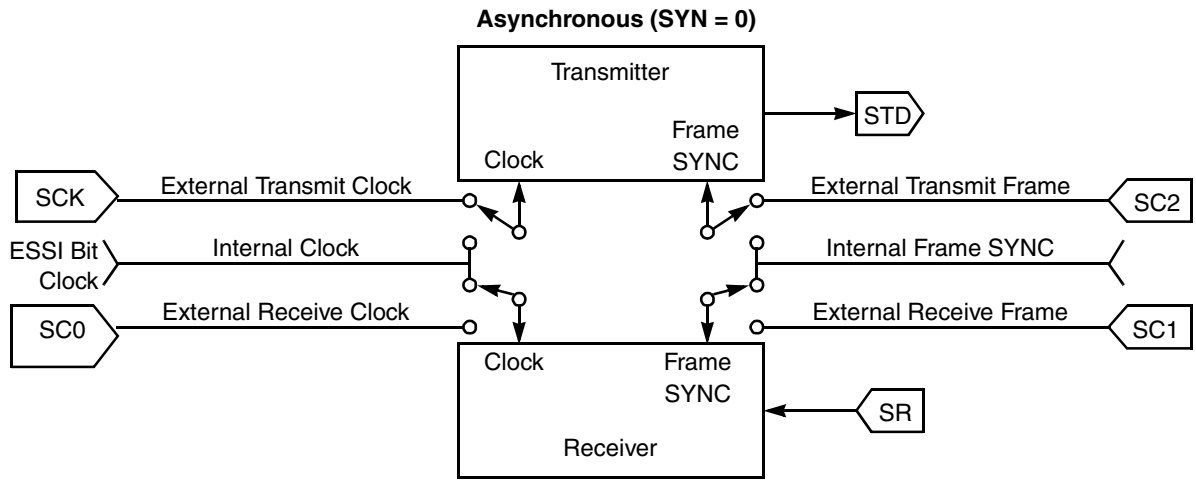 Asynchronous (SYN = 0)
Transmitter
STD
Frame
SYNC
Clock
SCK
External Transmit Clock
External Transmit Frame
SC2
ESSI Bit
Clock
Internal Clock
Internal Frame SYNC
SC0
External Receive Clock
External Receive Frame
SC1
Clock
Frame
SYNC
SR
Receiver